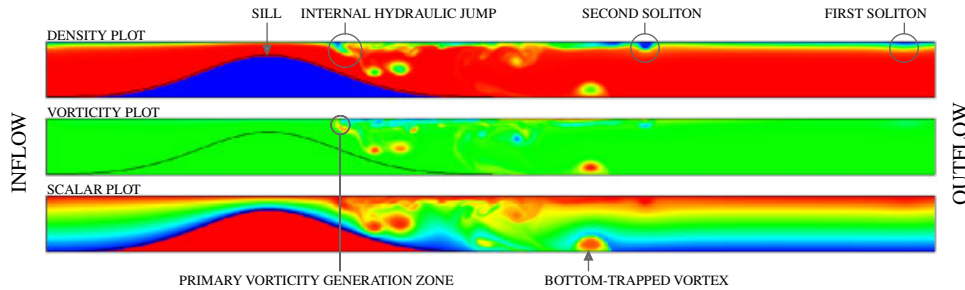 SILL
INTERNAL HYDRAULIC JUMP
SECOND SOLITON
FIRST SOLITON
DENSITY PLOT
VORTICITY PLOT
INFLOW
OUTFLOW
SCALAR PLOT
PRIMARY VORTICITY GENERATION ZONE
BOTTOM-TRAPPED VORTEX